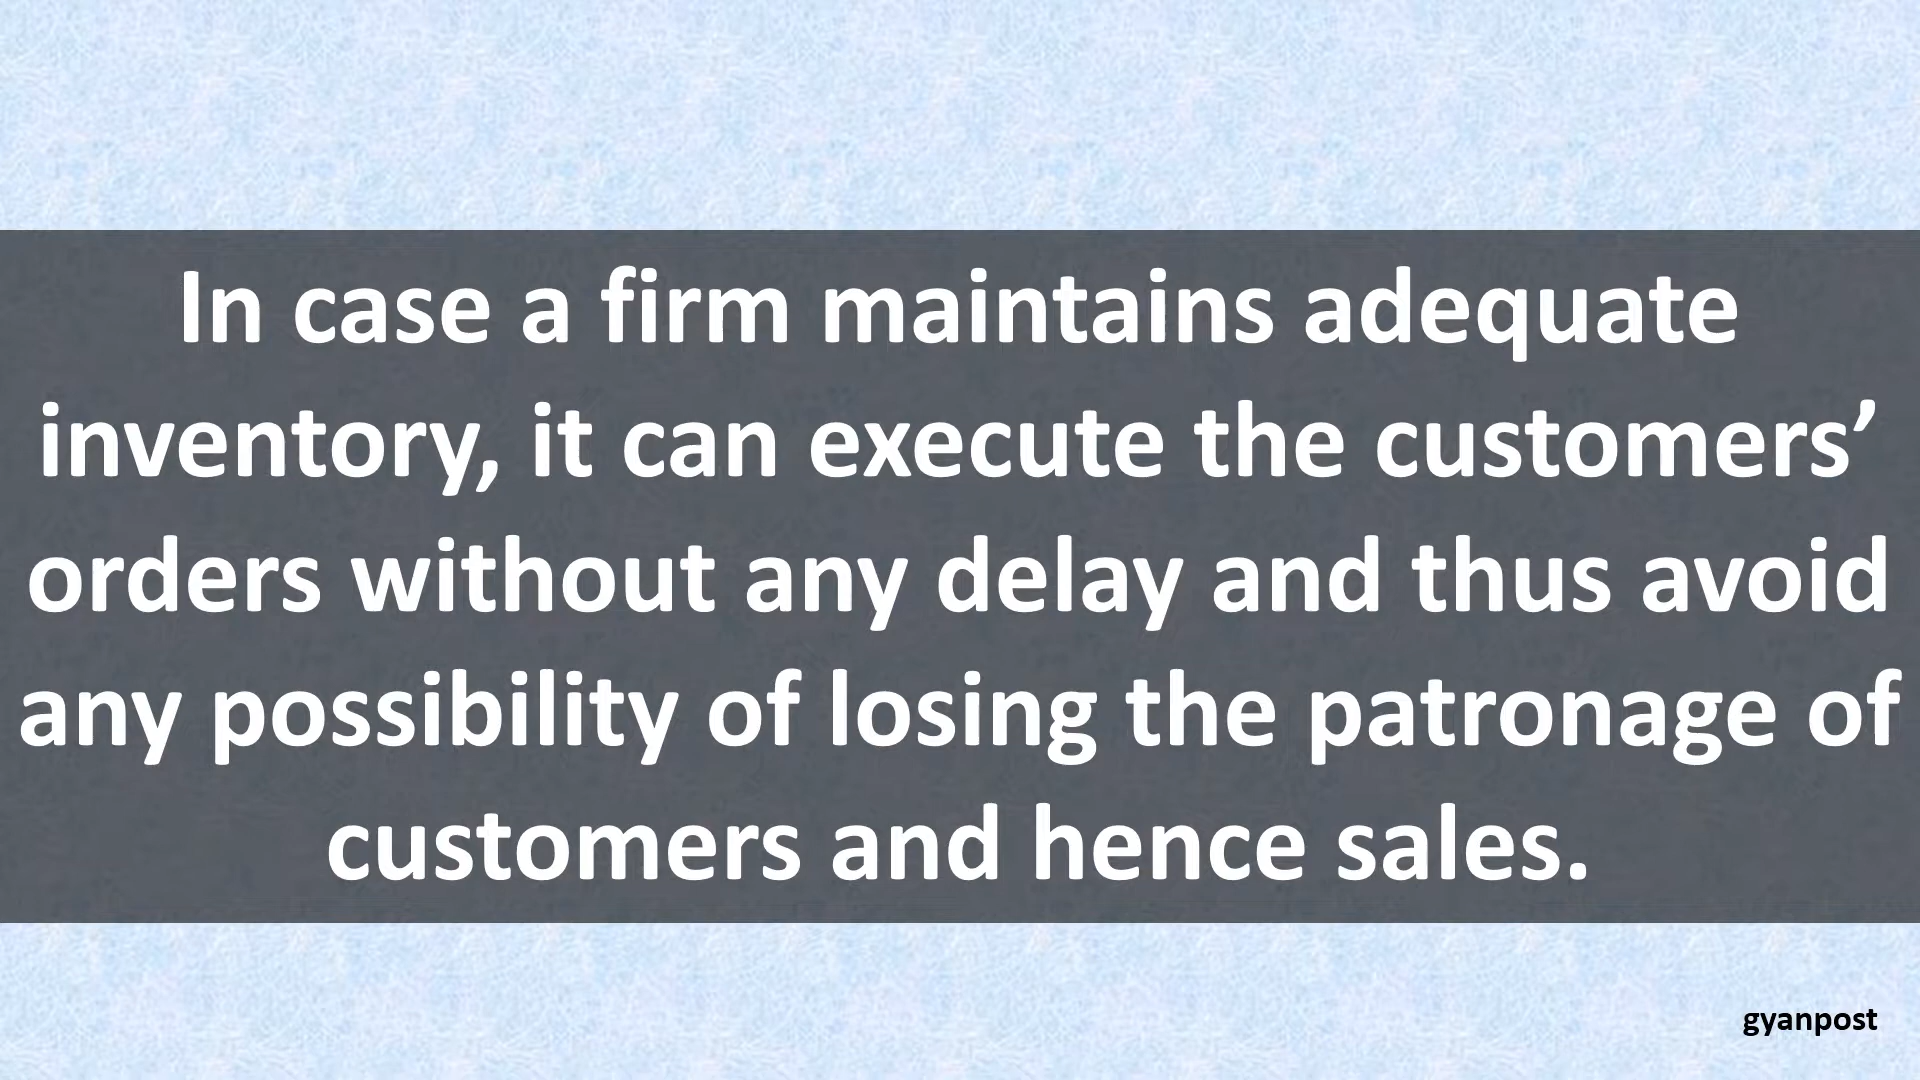 In case a firm maintains adequate
inventory, it can execute the customers’
orders without any delay and thus avoid
any possibility of losing the patronage of
customers and hence sales.
gyanpost